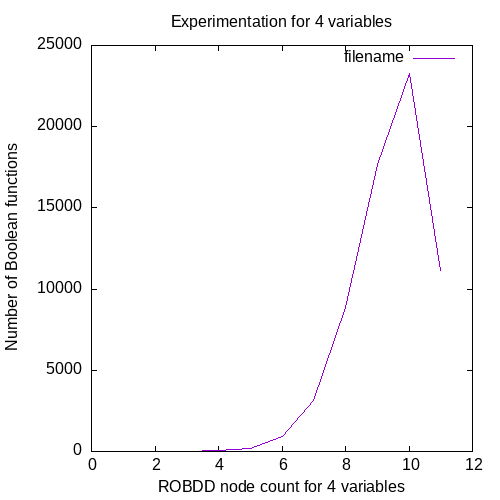 Experimentation for 4 variables
filename
25000
20000
15000
10000
5000
0
Number of Boolean functions
0 2 4 6 8 10 12
ROBDD node count for 4 variables